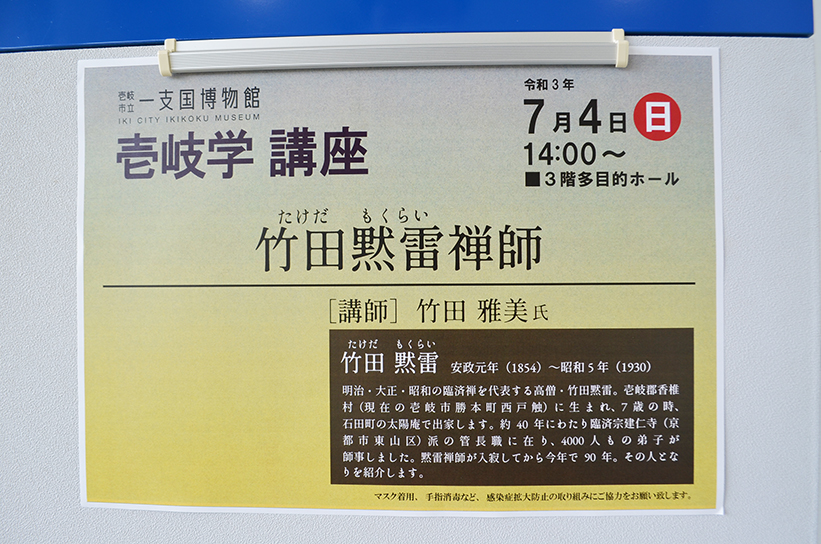 壱岐市立 一支国博物館
IKI CITY IKIKOKU MUSEUM
壱岐学 講座
令和3年
7月4日 日
14:00～
■3階多目的ホール
たけだ もくらい
竹田黙雷禅師
［講師］ 竹田 雅美氏
たけだ もくらい
竹田 黙雷 安政元年（1854）～昭和5年（1930）
明治・大正・昭和の臨済禅を代表する高僧・竹田黙雷。壱岐郡香椎
村（現在の壱岐市勝本町西戸触）に生まれ、7歳の時、
石田町の太陽庵で出家します。約40年にわたり臨済宗建仁寺（京
都市東山区）派の管長職に在り、4000人もの弟子が
師事しました。黙雷禅師が入寂してから今年で90年。その人とな
りを紹介します。
マスク着用、手指消毒など、感染症拡大防止の取り組みにご協力をお願い致します。